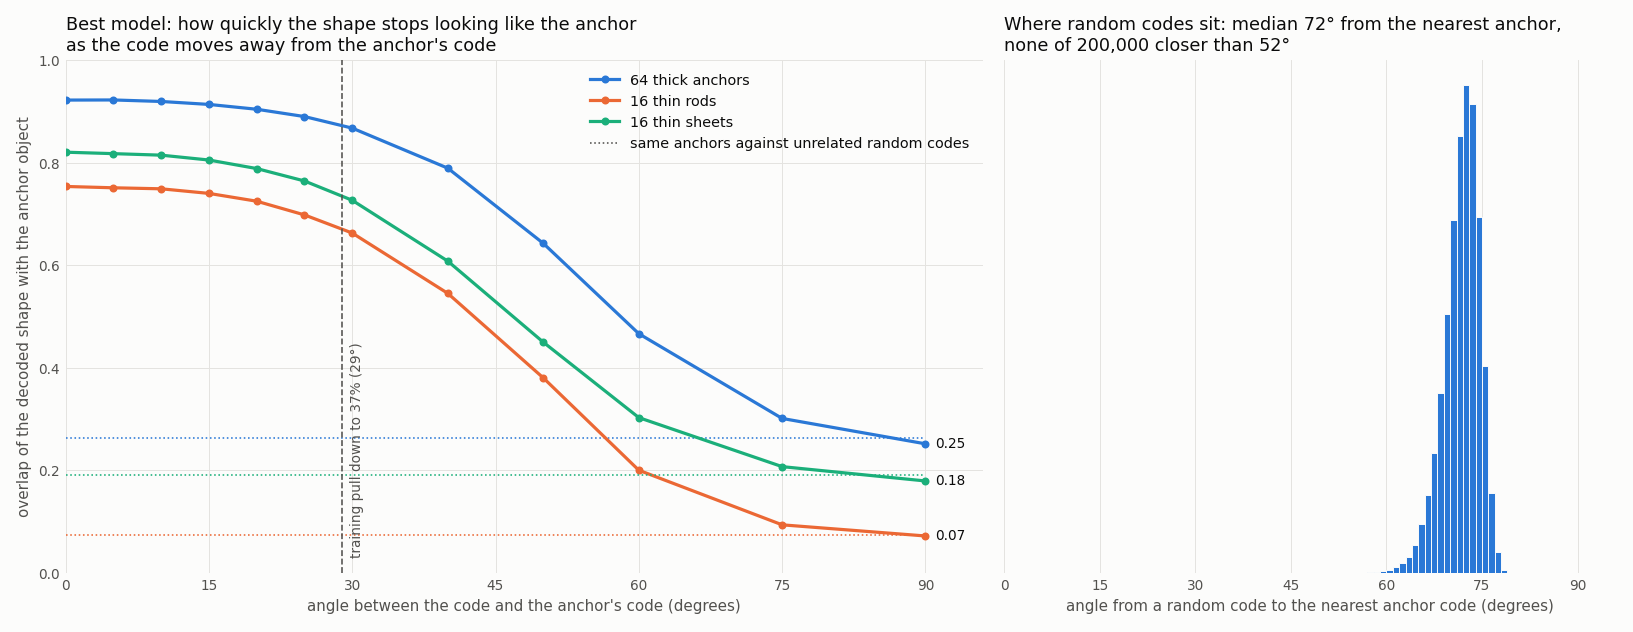 Best model: how quickly the shape stops looking like the anchor
as the code moves away from the anchor's code
1.0
0.8
0.6
0.4
0.2
0.0
overlap of the decoded shape with the anchor object
64 thick anchors
16 thin rods
16 thin sheets
same anchors against unrelated random codes
training pull down to 37% (29°)
0.25
0.18
0.07
0
15
30
45
60
75
90
angle between the code and the anchor's code (degrees)
Where random codes sit: median 72° from the nearest anchor,
none of 200,000 closer than 52°
0
15
30
45
60
75
90
angle from a random code to the nearest anchor code (degrees)